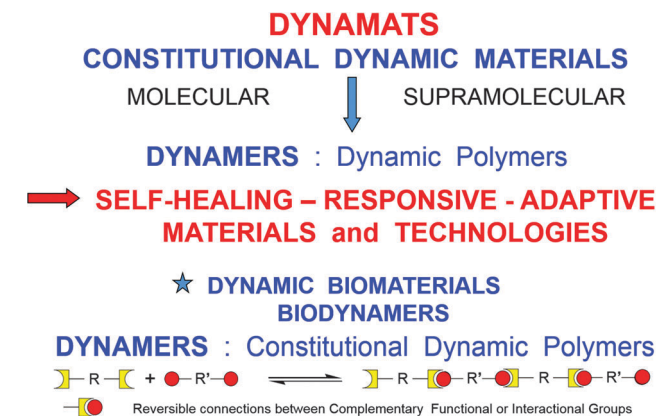 DYNAMATS
CONSTITUTIONAL DYNAMIC MATERIALS
MOLECULAR SUPRAMOLECULAR
DYNAMERS : Dynamic Polymers
SELF-HEALING – RESPONSIVE - ADAPTIVE
MATERIALS and TECHNOLOGIES
DYNAMIC BIOMATERIALS
BIODYNAMERS
DYNAMERS : Constitutional Dynamic Polymers
R + R' R R' R R'
Reversible connections between Complementary Functional or Interactional Groups